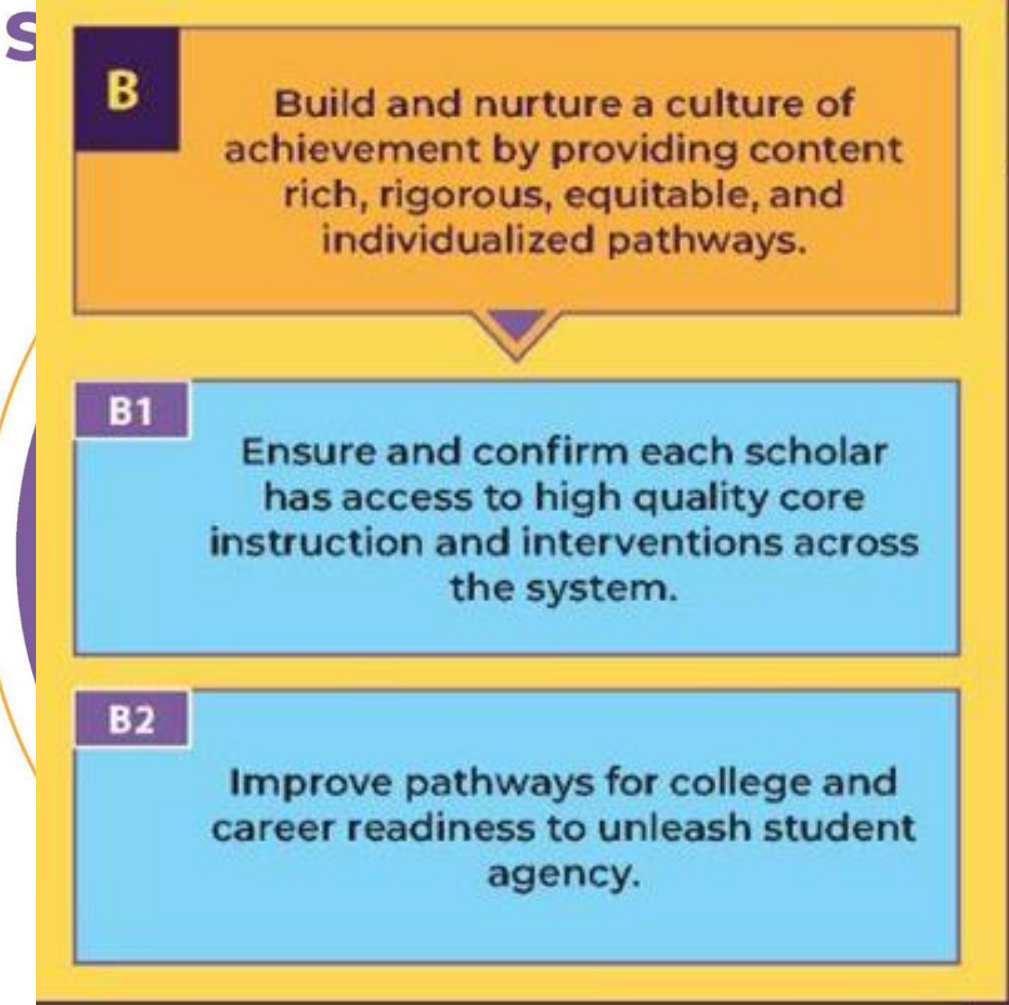 S
B
Build and nurture a culture of
achievement by providing content
rich, rigorous, equitable, and
individualized pathways.
B1
Ensure and confirm each scholar
has access to high quality core
instruction and interventions across
the system.
B2
Improve pathways for college and
career readiness to unleash student
agency.